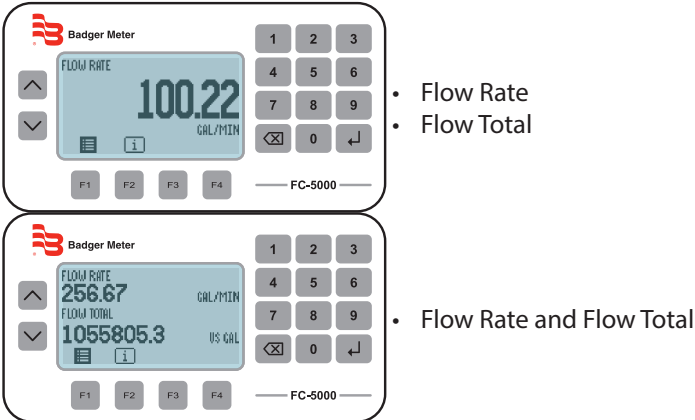 Badger Meter
1 2 3
FLOW RATE
4 5 6
100.22
7 8 9
GAL/MIN
i
0
F1 F2 F3 F4
FC-5000
• Flow Rate
• Flow Total
Badger Meter
1 2 3
FLOW RATE
256.67 GAL/MIN
4 5 6
FLOW TOTAL
7 8 9
1055805.3 US GAL
i
0
F1 F2 F3 F4
FC-5000
• Flow Rate and Flow Total